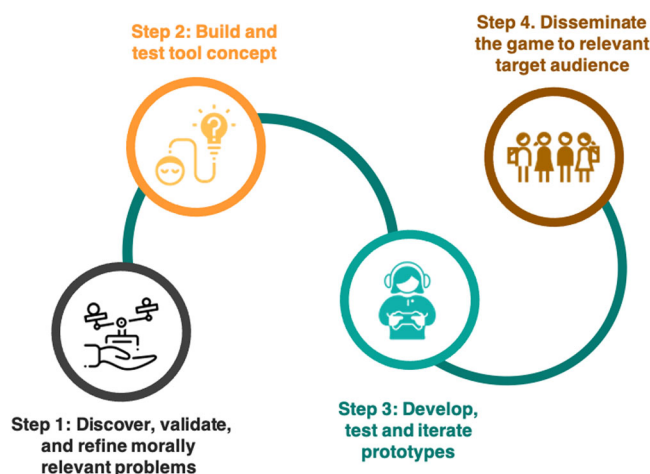 Step 1: Discover, validate,
and refine morally
relevant problems
Step 2: Build and
test tool concept
?
Step 3: Develop,
test and iterate
prototypes
Step 4. Disseminate
the game to relevant
target audience